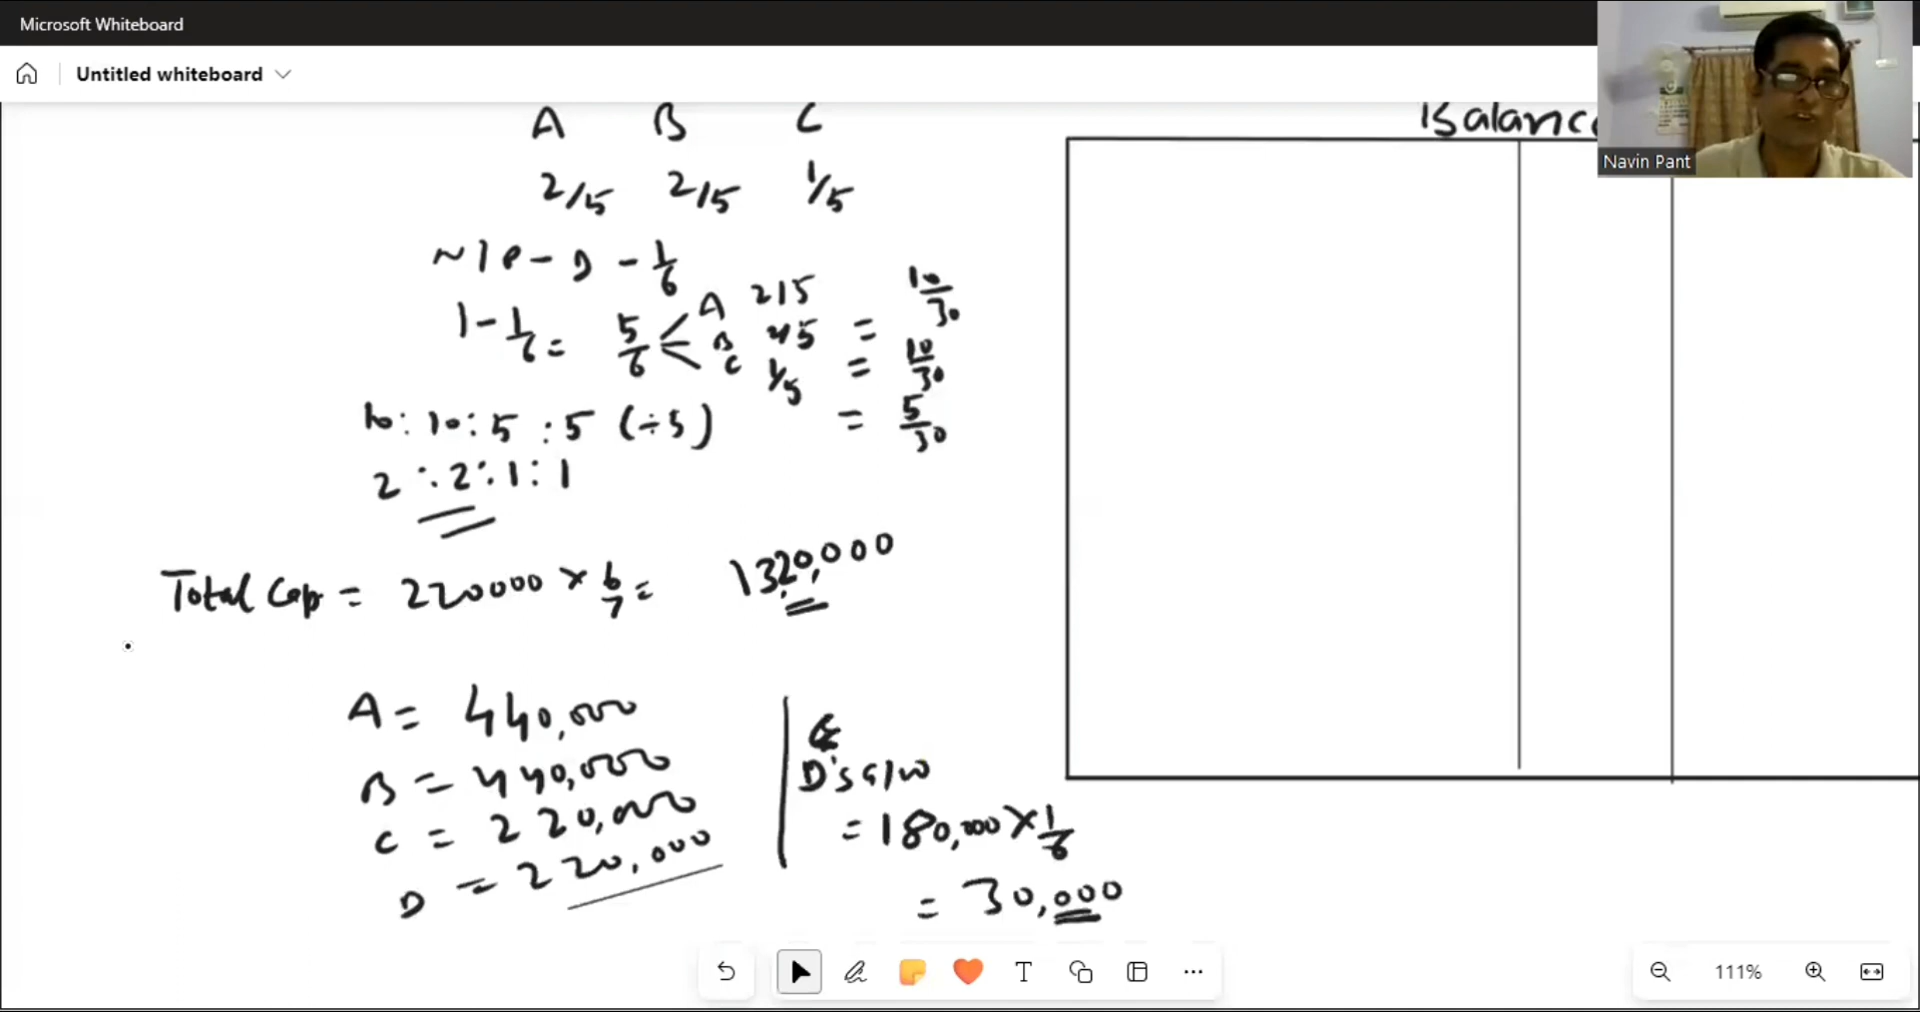 Microsoft Whiteboard
Untitled whiteboard
Navin Pant
Balance
A B C
2/5 2/5 1/5
D - 1/6
1 - 1/6 = 5/6
A 2/5 = 10/30
B 2/5 = 10/30
C 1/5 = 5/30
10 : 10 : 5 : 5 (÷5)
2 : 2 : 1 : 1
Total Cap = 220000 × 6/7 = 1320,000
A = 440,000
B = 440,000
C = 220,000
D = 220,000
D's G/W
= 180,000 × 1/6
= 30,000
T
111%